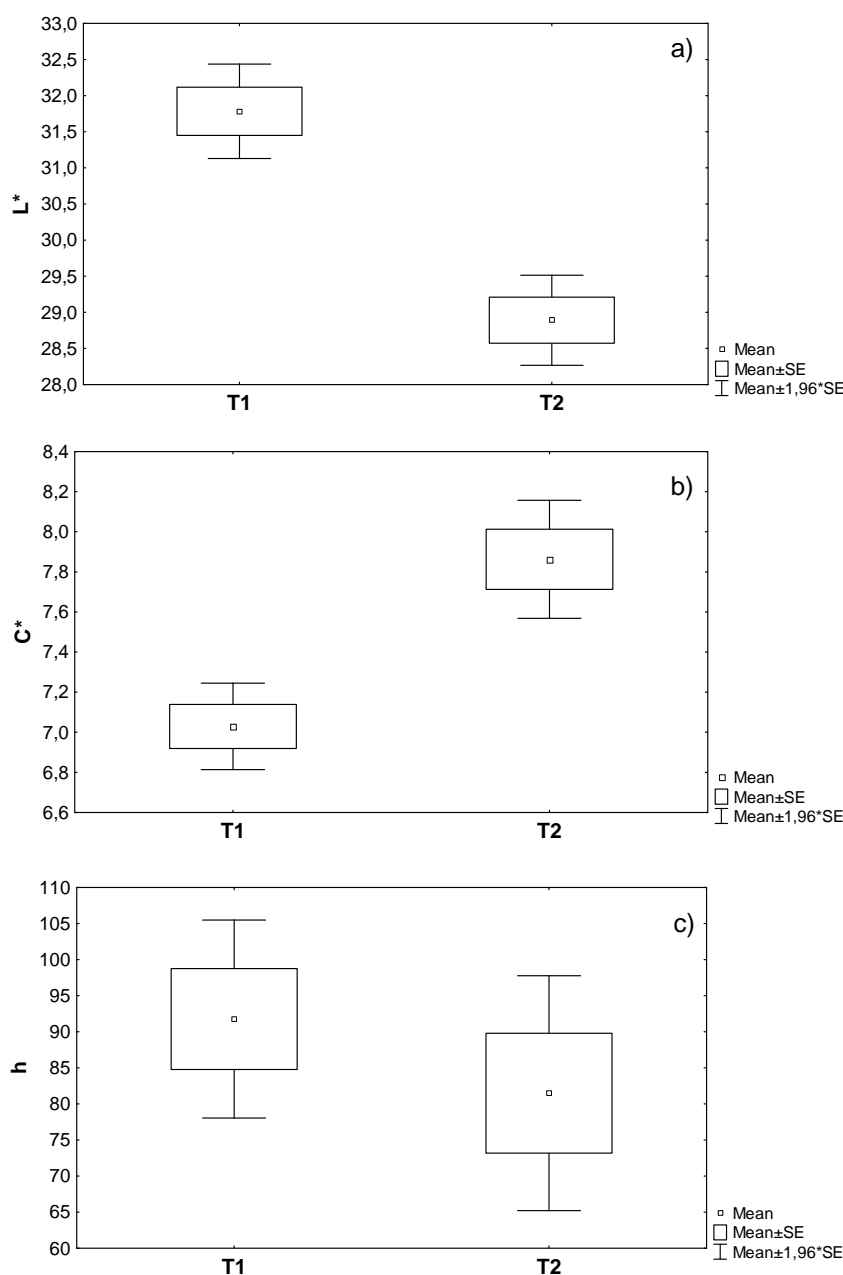 a)
33,0
32,5
32,0
31,5
31,0
30,5
30,0
29,5
29,0
28,5
28,0
L*
T1 T2
Mean
Mean±SE
Mean±1,96*SE
b)
8,4
8,2
8,0
7,8
7,6
7,4
7,2
7,0
6,8
6,6
C*
T1 T2
Mean
Mean±SE
Mean±1,96*SE
c)
110
105
100
95
90
85
80
75
70
65
60
h
T1 T2
Mean
Mean±SE
Mean±1,96*SE